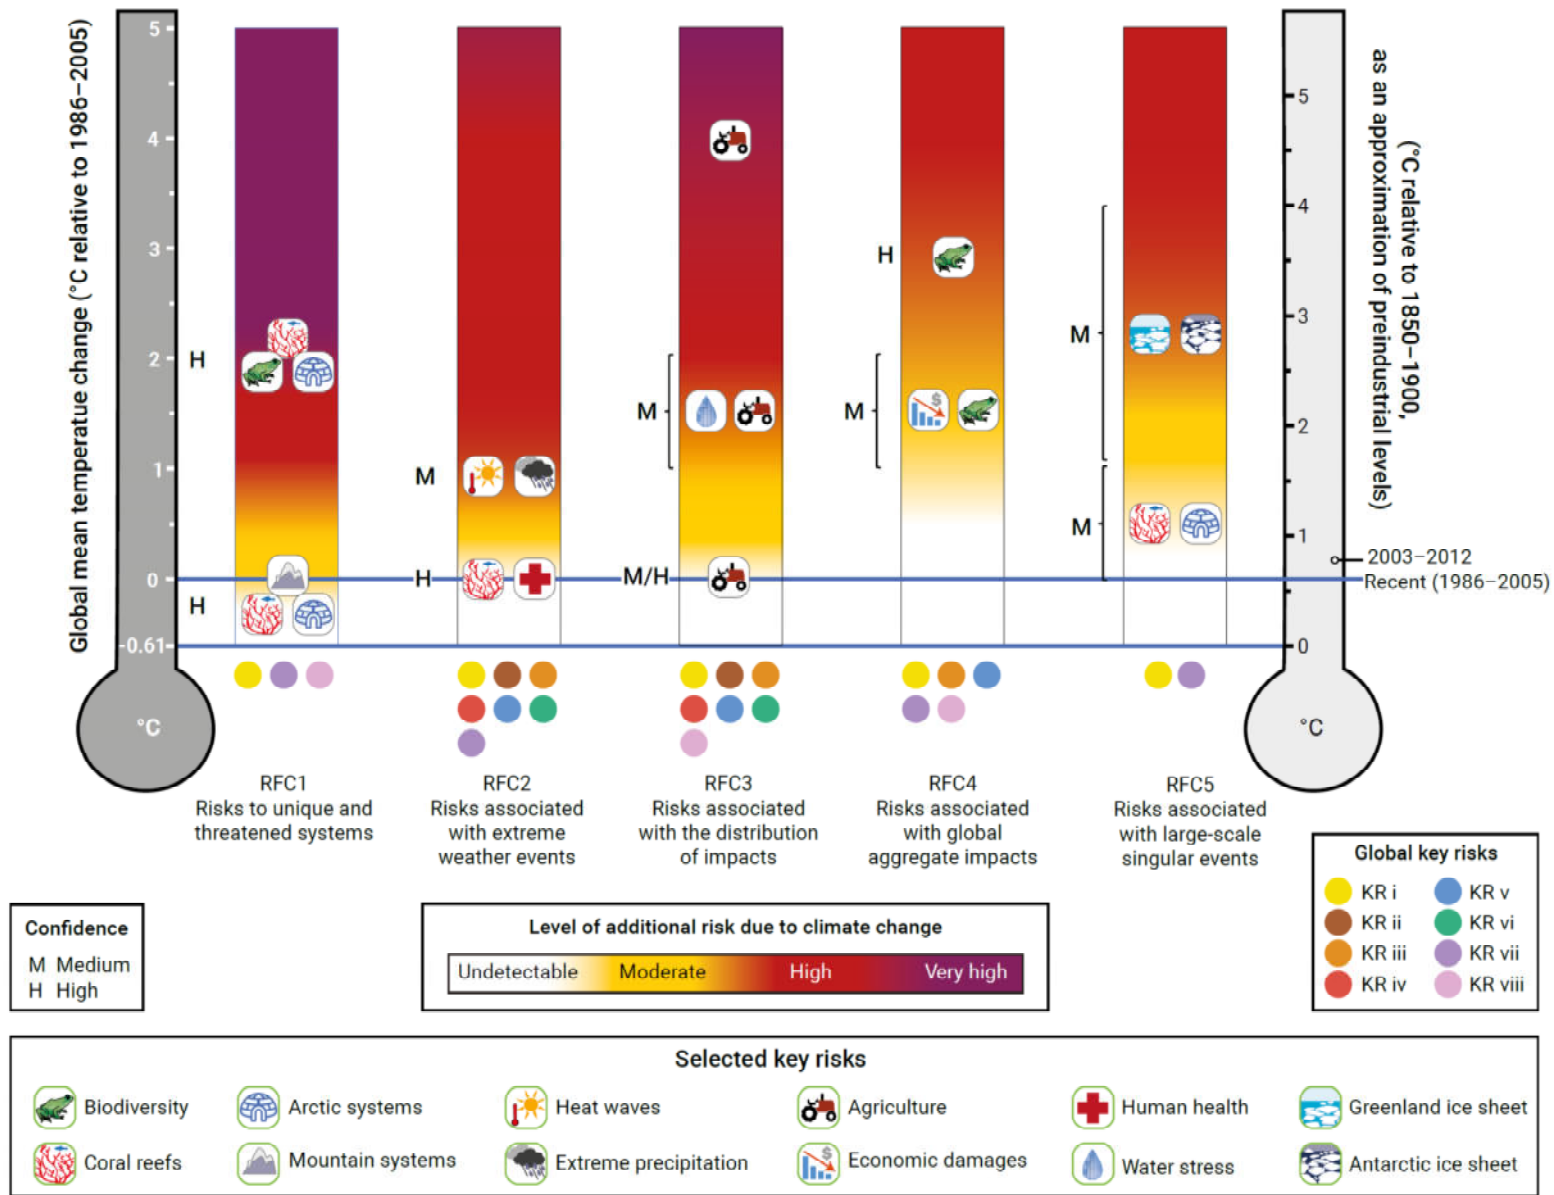 Global mean temperatue change (°C relative to 1986–2005)
5
4
3
2
1
0
-0.61
°C
H
H
M
H
M
M/H
H
M
M
M
5
4
3
2
1
0
°C
(°C relative to 1850–1900,
as an approximation of preindustrial levels)
2003–2012
Recent (1986–2005)
RFC1
Risks to unique and
threatened systems
RFC2
Risks associated
with extreme
weather events
RFC3
Risks associated
with the distribution
of impacts
RFC4
Risks associated
with global
aggregate impacts
RFC5
Risks associated
with large-scale
singular events
Global key risks
KR i
KR v
KR ii
KR vi
KR iii
KR vii
KR iv
KR viii
Confidence
M Medium
H High
Level of additional risk due to climate change
Undetectable Moderate High Very high
Selected key risks
Biodiversity
Arctic systems
Heat waves
Agriculture
Human health
Greenland ice sheet
Coral reefs
Mountain systems
Extreme precipitation
$
Economic damages
Water stress
Antarctic ice sheet